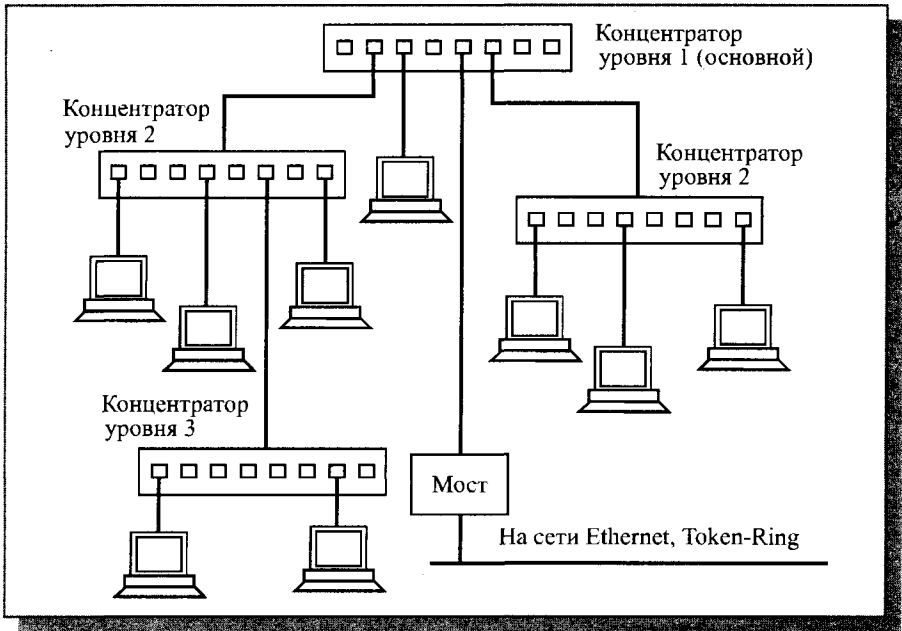 Концентратор
уровня 1 (основной)
Концентратор
уровня 2
Концентратор
уровня 2
Концентратор
уровня 3
Мост
На сети Ethernet, Token-Ring